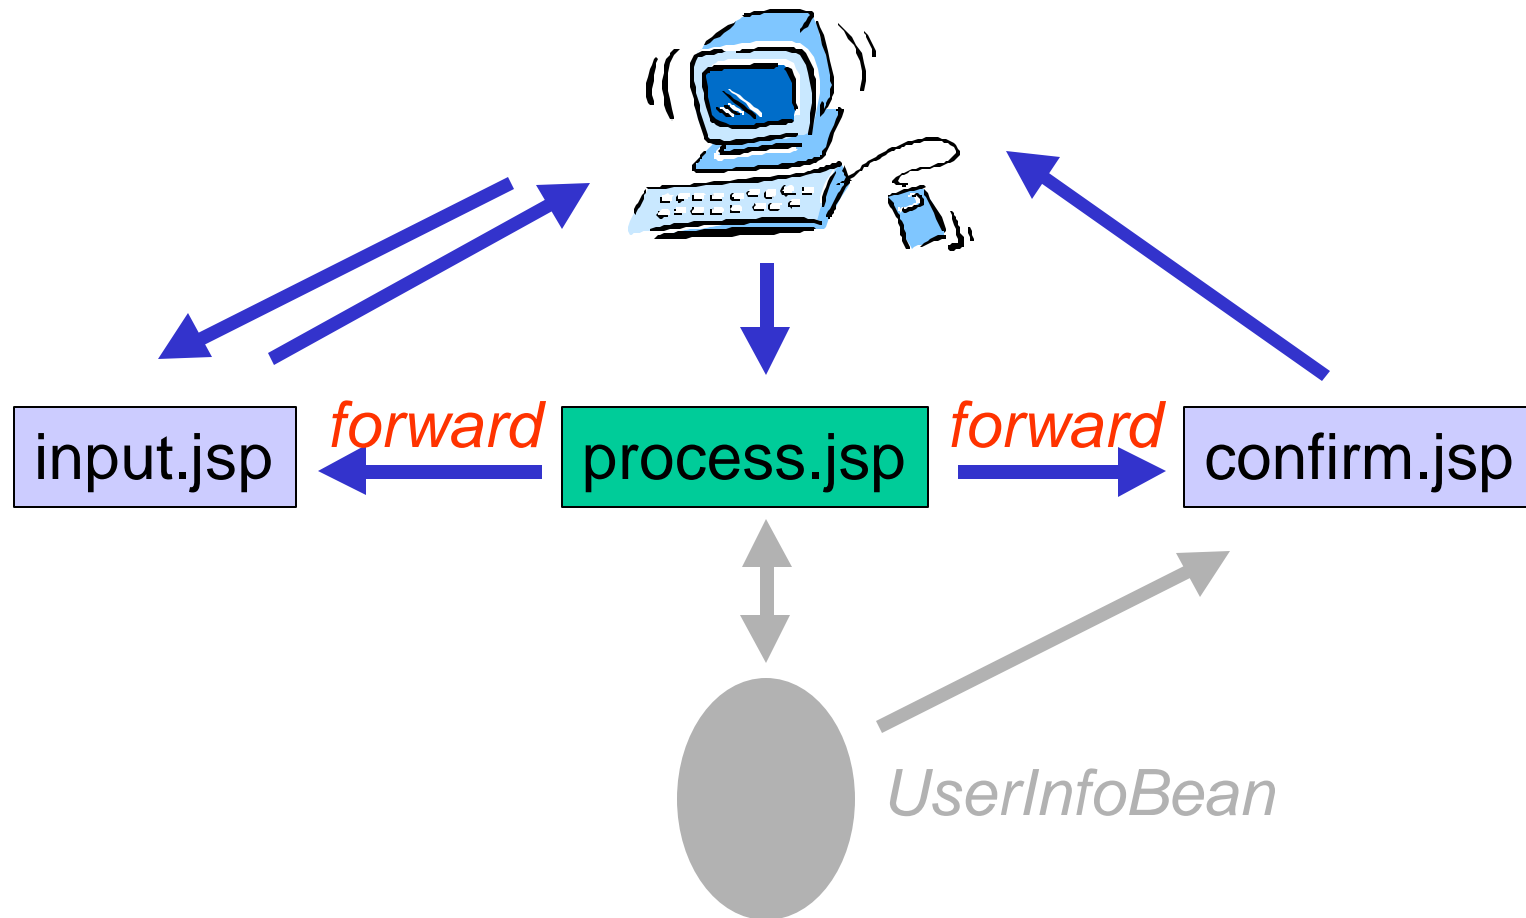 forward
forward
input.jsp
process.jsp
confirm.jsp
UserInfoBean